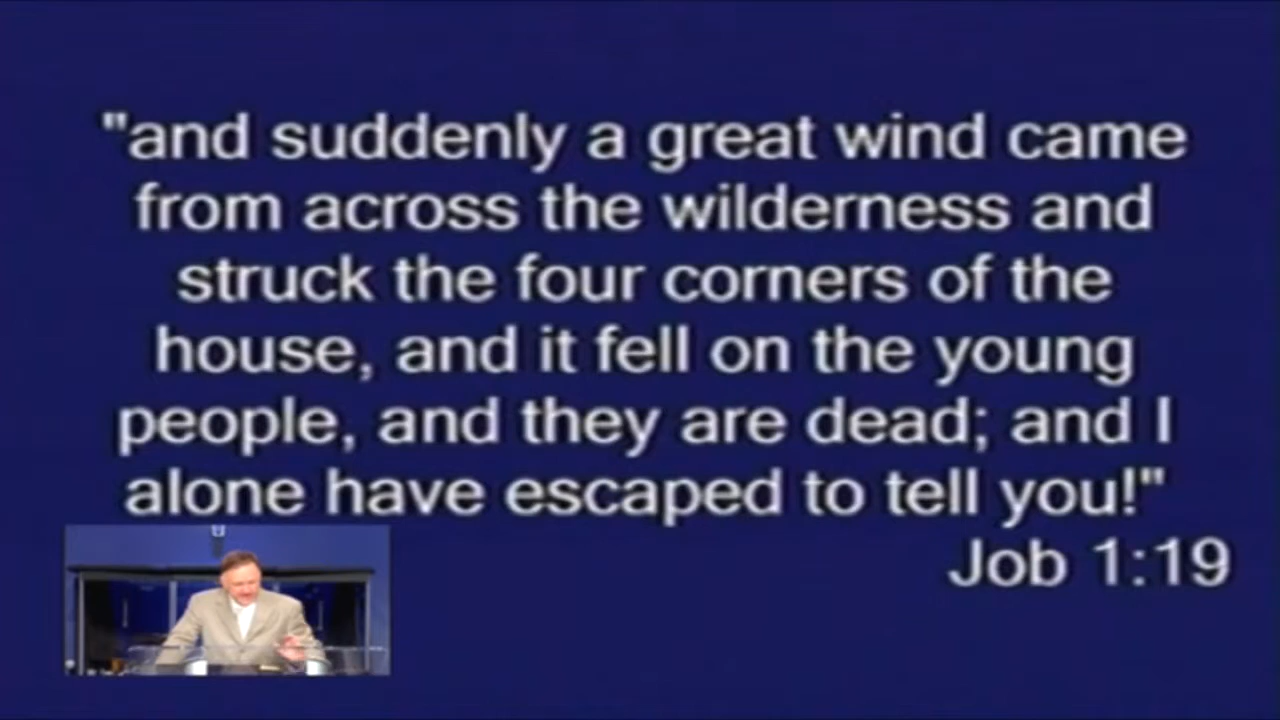 "and suddenly a great wind came
from across the wilderness and
struck the four corners of the
house, and it fell on the young
people, and they are dead; and I
alone have escaped to tell you!"
Job 1:19